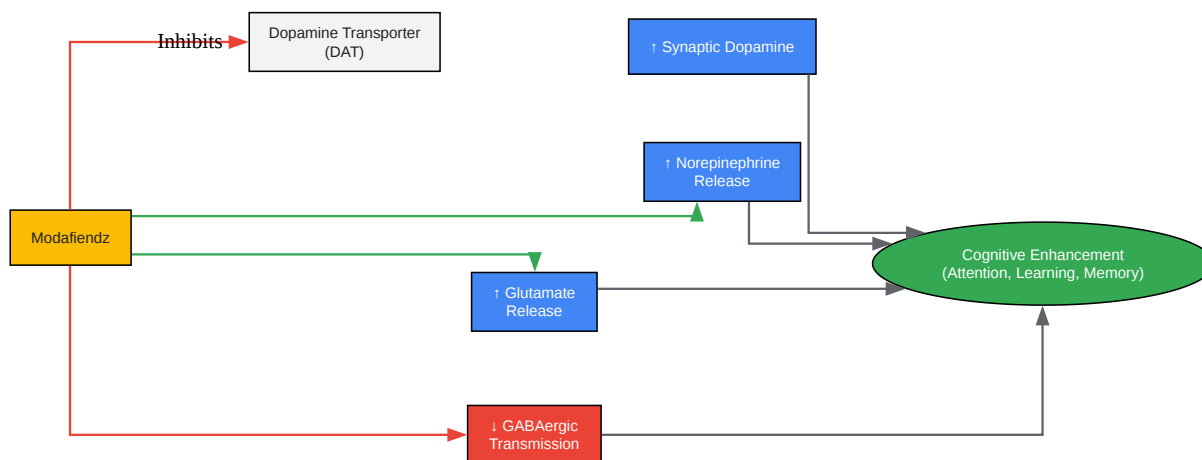 Inhibits
Dopamine Transporter
(DAT)
↑ Synaptic Dopamine
↑ Norepinephrine
Release
Modafiendz
Cognitive Enhancement
(Attention, Learning, Memory)
↑ Glutamate
Release
↓ GABAergic
Transmission